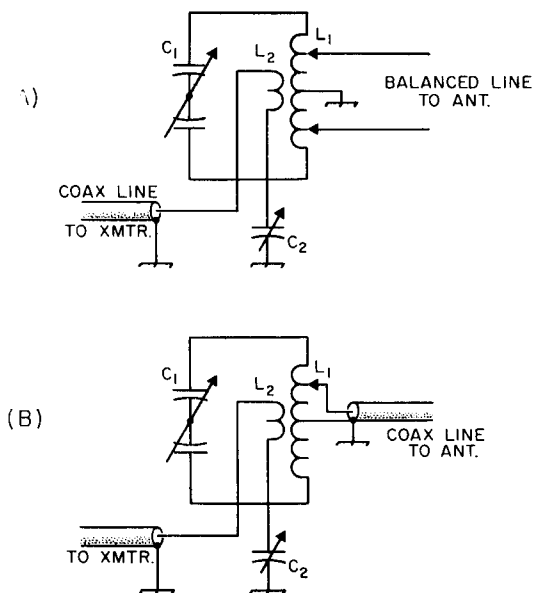 C1
L2
L1
A)
BALANCED LINE
TO ANT.
COAX LINE
TO XMTR.
C2
C1
L2
L1
(B)
COAX LINE
TO ANT.
TO XMTR.
C2